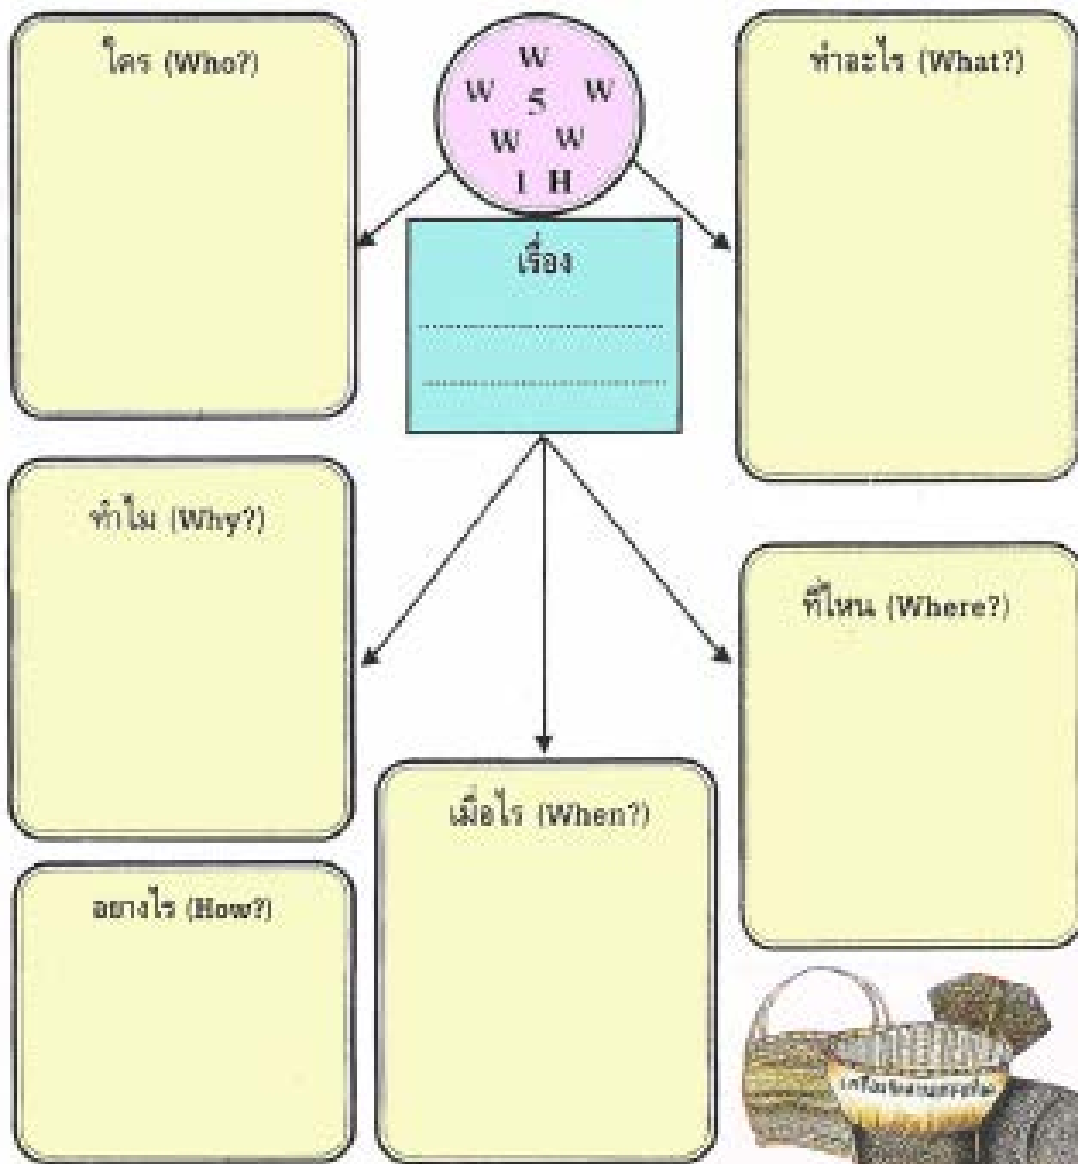 ใคร (Who?)
W
W 5 W
W W
1 H
ทำอะไร (What?)
เรื่อง
ทำไม (Why?)
ที่ไหน (Where?)
เมื่อไร (When?)
อย่างไร (How?)